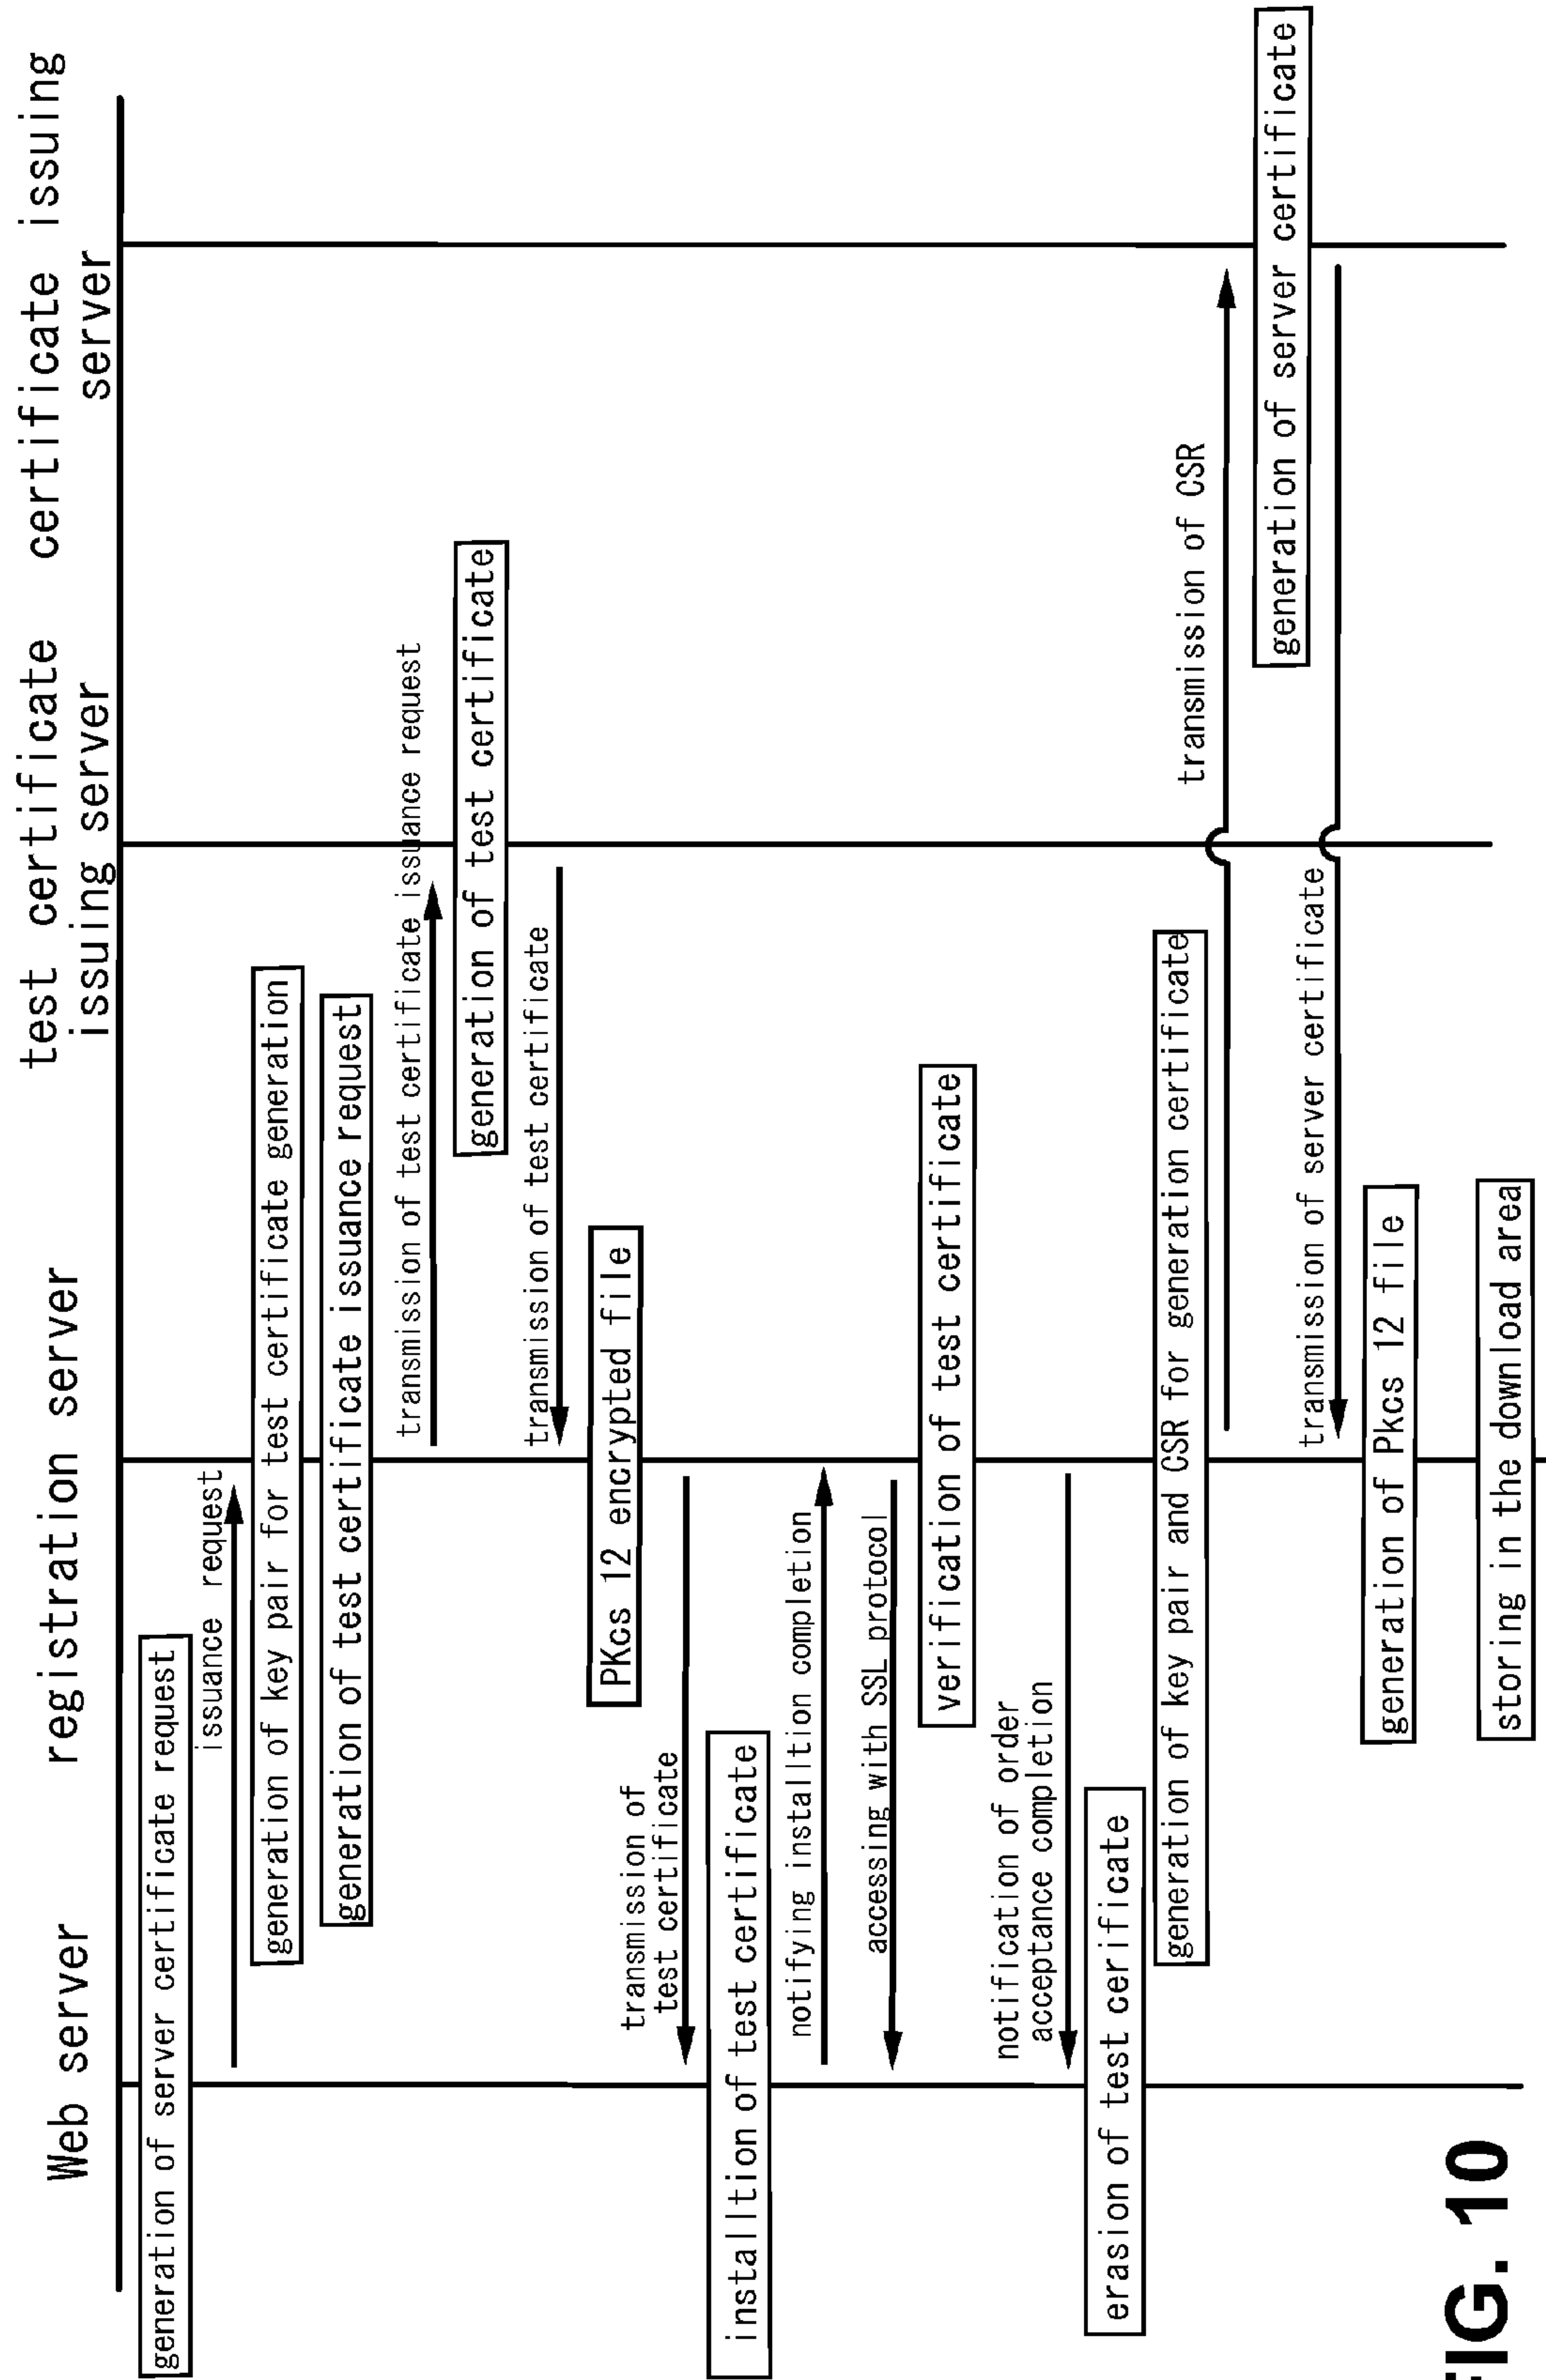 Web server
registration server
test certificate
issuing server
certificate issuing
server
generation of server certificate request
issuance request
generation of key pair for test certificate generation
generation of test certificate issuance request
transmission of test certificate issuance request
generation of test certificate
transmission of test certificate
PKcs 12 encrypted file
transmission of
test certificate
installtion of test certificate
notifying installtion completion
accessing with SSL protocol
verification of test certificate
notification of order
acceptance completion
erasion of test cerificate
generation of key pair and CSR for generation certificate
transmission of CSR
generation of server certificate
transmission of server certificate
generation of Pkcs 12 file
storing in the download area
FIG. 10